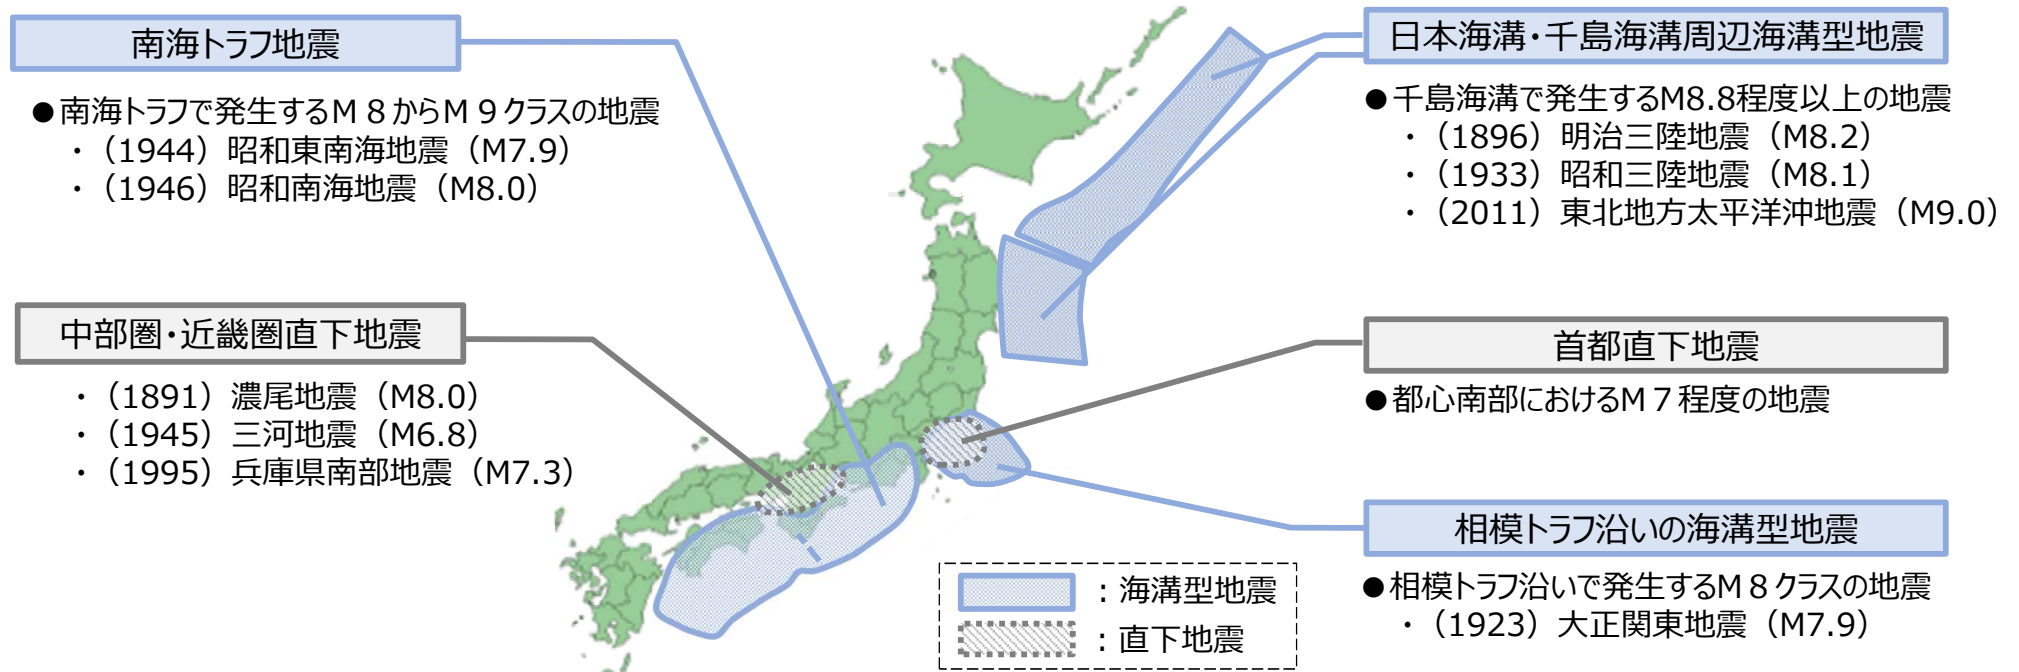 南海トラフ地震
●南海トラフで発生するM８からM９クラスの地震
・（1944）昭和東南海地震（M7.9）
・（1946）昭和南海地震（M8.0）
中部圏・近畿圏直下地震
・（1891）濃尾地震（M8.0）
・（1945）三河地震（M6.8）
・（1995）兵庫県南部地震（M7.3）
日本海溝・千島海溝周辺海溝型地震
●千島海溝で発生するM8.8程度以上の地震
・（1896）明治三陸地震（M8.2）
・（1933）昭和三陸地震（M8.1）
・（2011）東北地方太平洋沖地震（M9.0）
首都直下地震
●都心南部におけるM７程度の地震
相模トラフ沿いの海溝型地震
●相模トラフ沿いで発生するM８クラスの地震
・（1923）大正関東地震（M7.9）
：海溝型地震
：直下地震